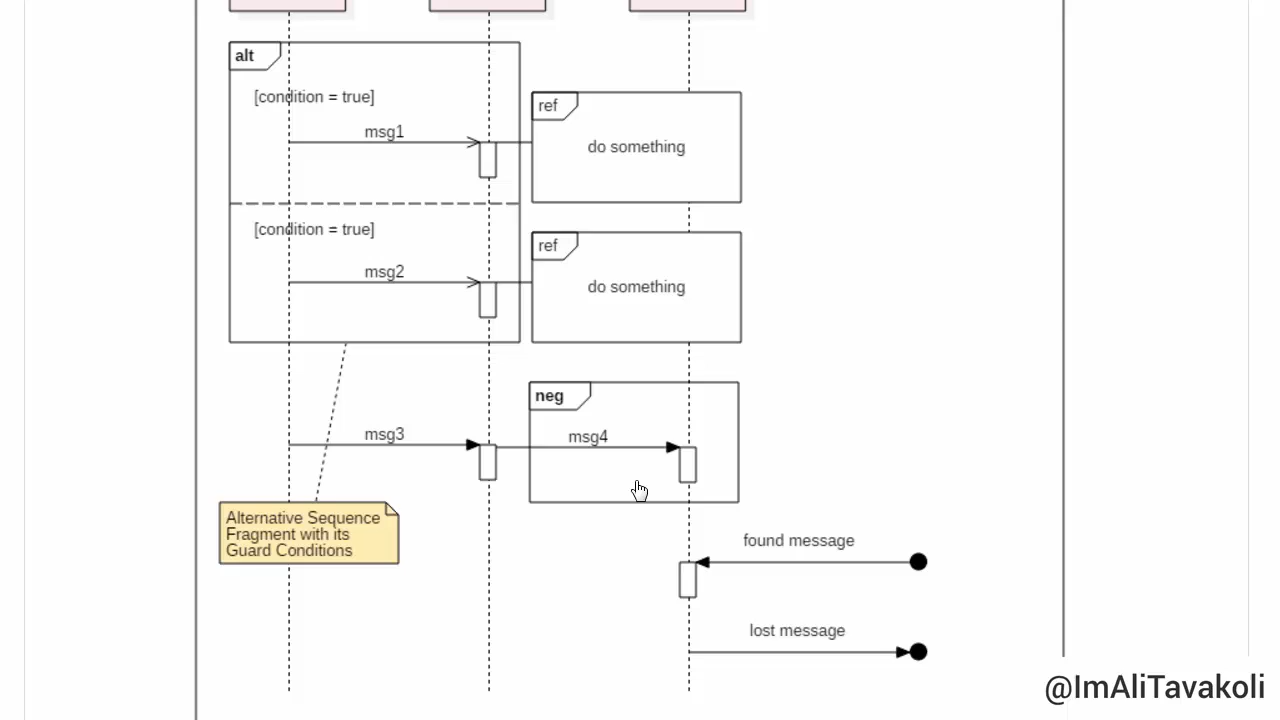 alt
[condition = true]
ref
msg1
do something
[condition = true]
ref
msg2
do something
neg
msg3
msg4
Alternative Sequence
Fragment with its
Guard Conditions
found message
lost message
@ImAliTavakoli